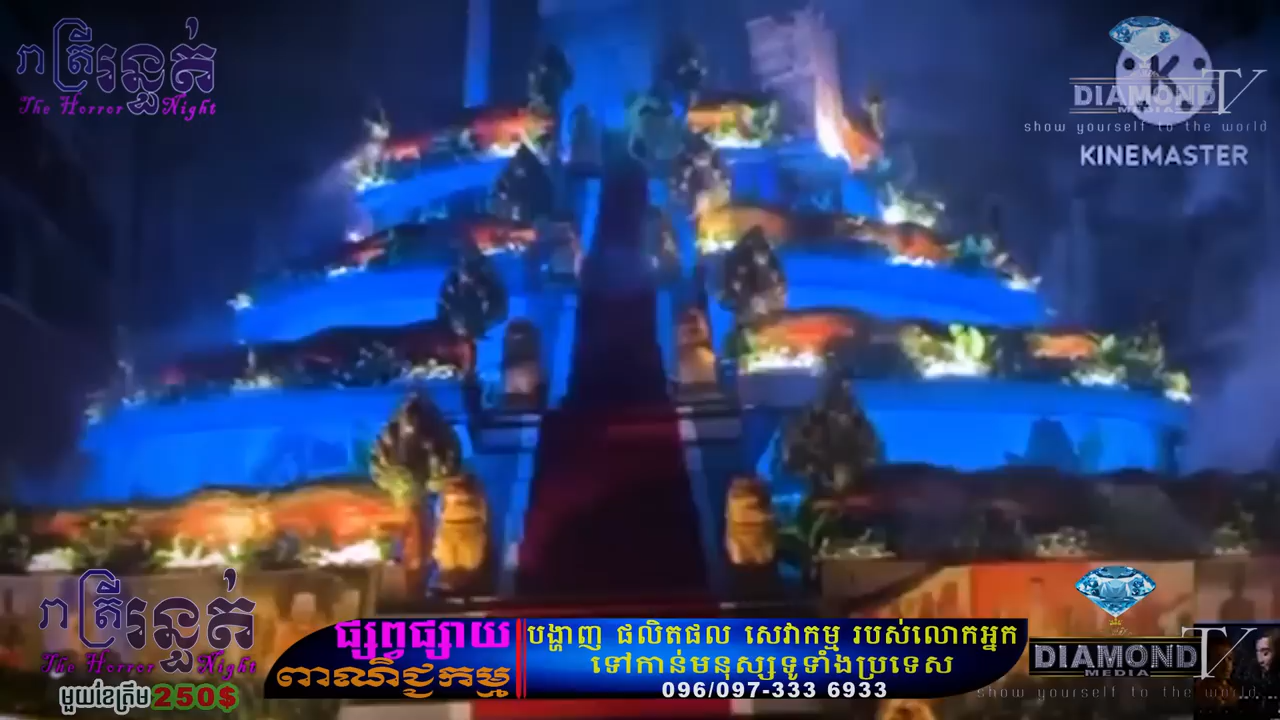 រាត្រីរន្ធត់
The Horror Night
DIAMOND TV
MEDIA
show yourself to the world
K
KINEMASTER
រាត្រីរន្ធត់
The Horror Night
មួយខែត្រឹម 250$
ផ្សព្វផ្សាយ
ពាណិជ្ជកម្ម
បង្ហាញ ផលិតផល សេវាកម្ម របស់លោកអ្នក
ទៅកាន់មនុស្សទូទាំងប្រទេស
096/097-333 6933
DIAMOND TV
MEDIA
show yourself to the world